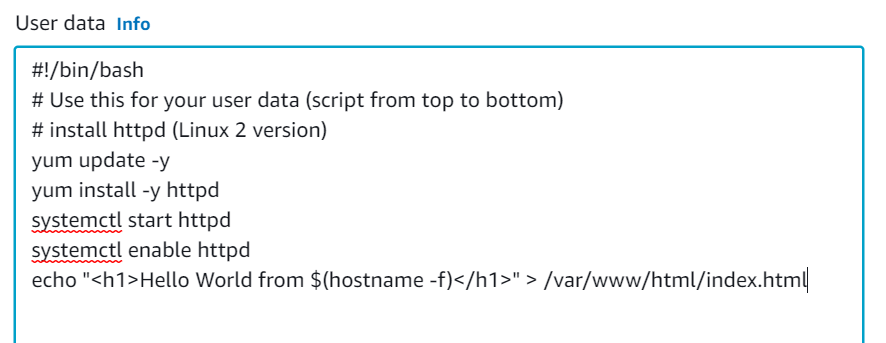 User data Info
#!/bin/bash
# Use this for your user data (script from top to bottom)
# install httpd (Linux 2 version)
yum update -y
yum install -y httpd
systemctl start httpd
systemctl enable httpd
echo "<h1>Hello World from $(hostname -f)</h1>" > /var/www/html/index.html